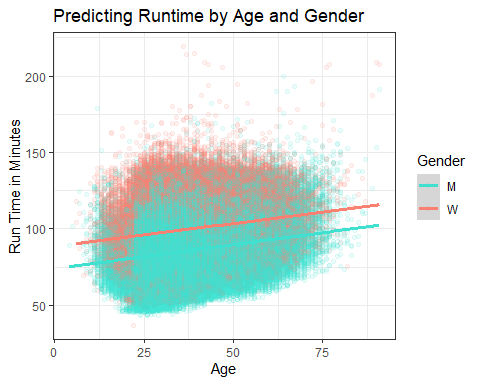 Predicting Runtime by Age and Gender
Run Time in Minutes
200
150
100
50
0
25
50
75
Age
Gender
M
W